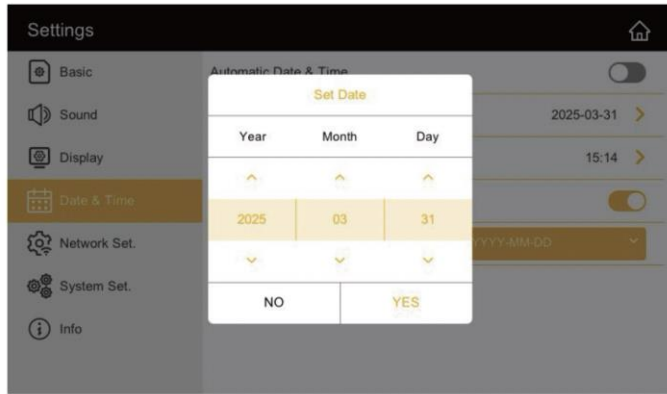 Settings
Basic
Automatic Date & Time
Set Date
Sound
2025-03-31
Year Month Day
Display
15:14
Date & Time
2025 03 31
Network Set.
YYYY-MM-DD
System Set.
NO YES
Info